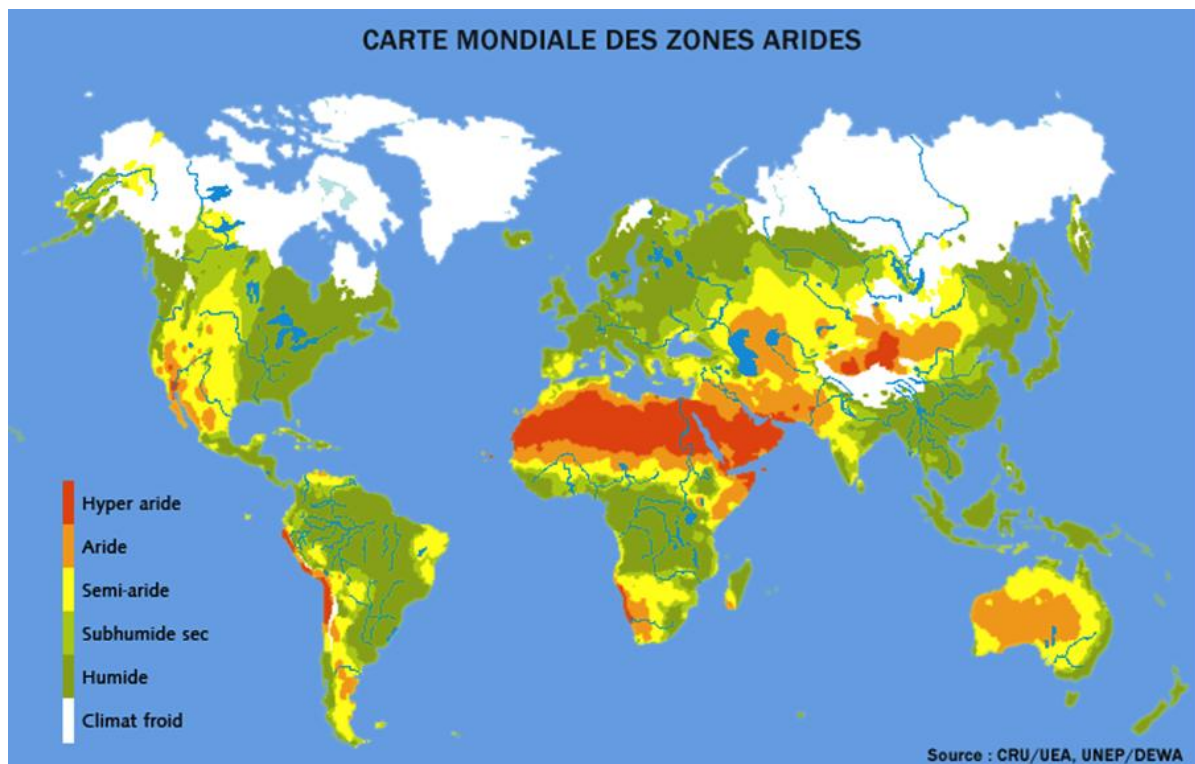 CARTE MONDIALE DES ZONES ARIDES
Hyper aride
Aride
Semi-aride
Subhumide sec
Humide
Climat froid
Source : CRU/UEA, UNEP/DEWA